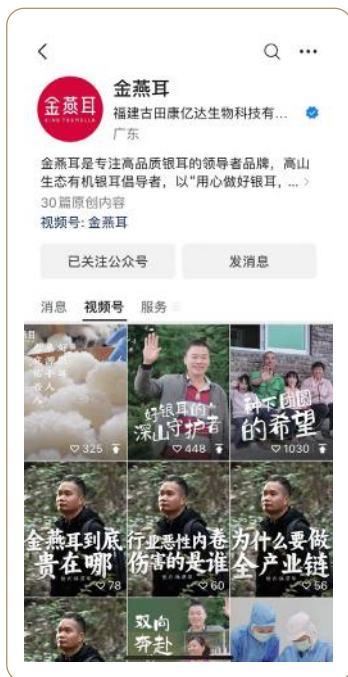 金燕耳
KING TREMELLA
金燕耳
福建古田康亿达生物科技有...
广东
金燕耳是专注高品质银耳的领导者品牌，高山
生态有机银耳倡导者，以“用心做好银耳，... >
30篇原创内容
视频号: 金燕耳
已关注公众号
发消息
消息 视频号 服务
325
好银耳的
深山守护者
448
种下团圆
的希望
1030
金燕耳到底
贵在哪
78
行业恶性内卷
伤害的是谁
60
为什么要做
全产业链
56
双向
奔赴